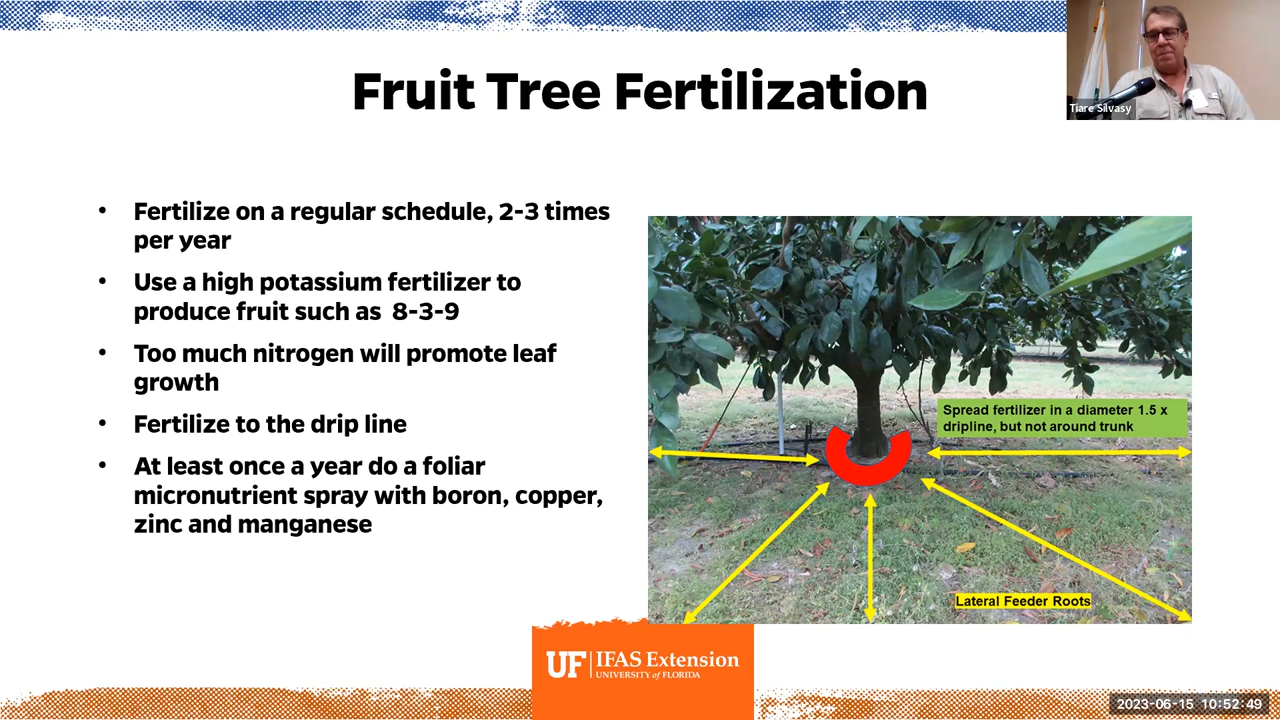 Fruit Tree Fertilization
Tiare Silvasy
• Fertilize on a regular schedule, 2-3 times
per year
• Use a high potassium fertilizer to
produce fruit such as 8-3-9
• Too much nitrogen will promote leaf
growth
• Fertilize to the drip line
• At least once a year do a foliar
micronutrient spray with boron, copper,
zinc and manganese
Spread fertilizer in a diameter 1.5 x
dripline, but not around trunk
Lateral Feeder Roots
UF IFAS Extension
UNIVERSITY of FLORIDA
2023-06-15 10:52:49